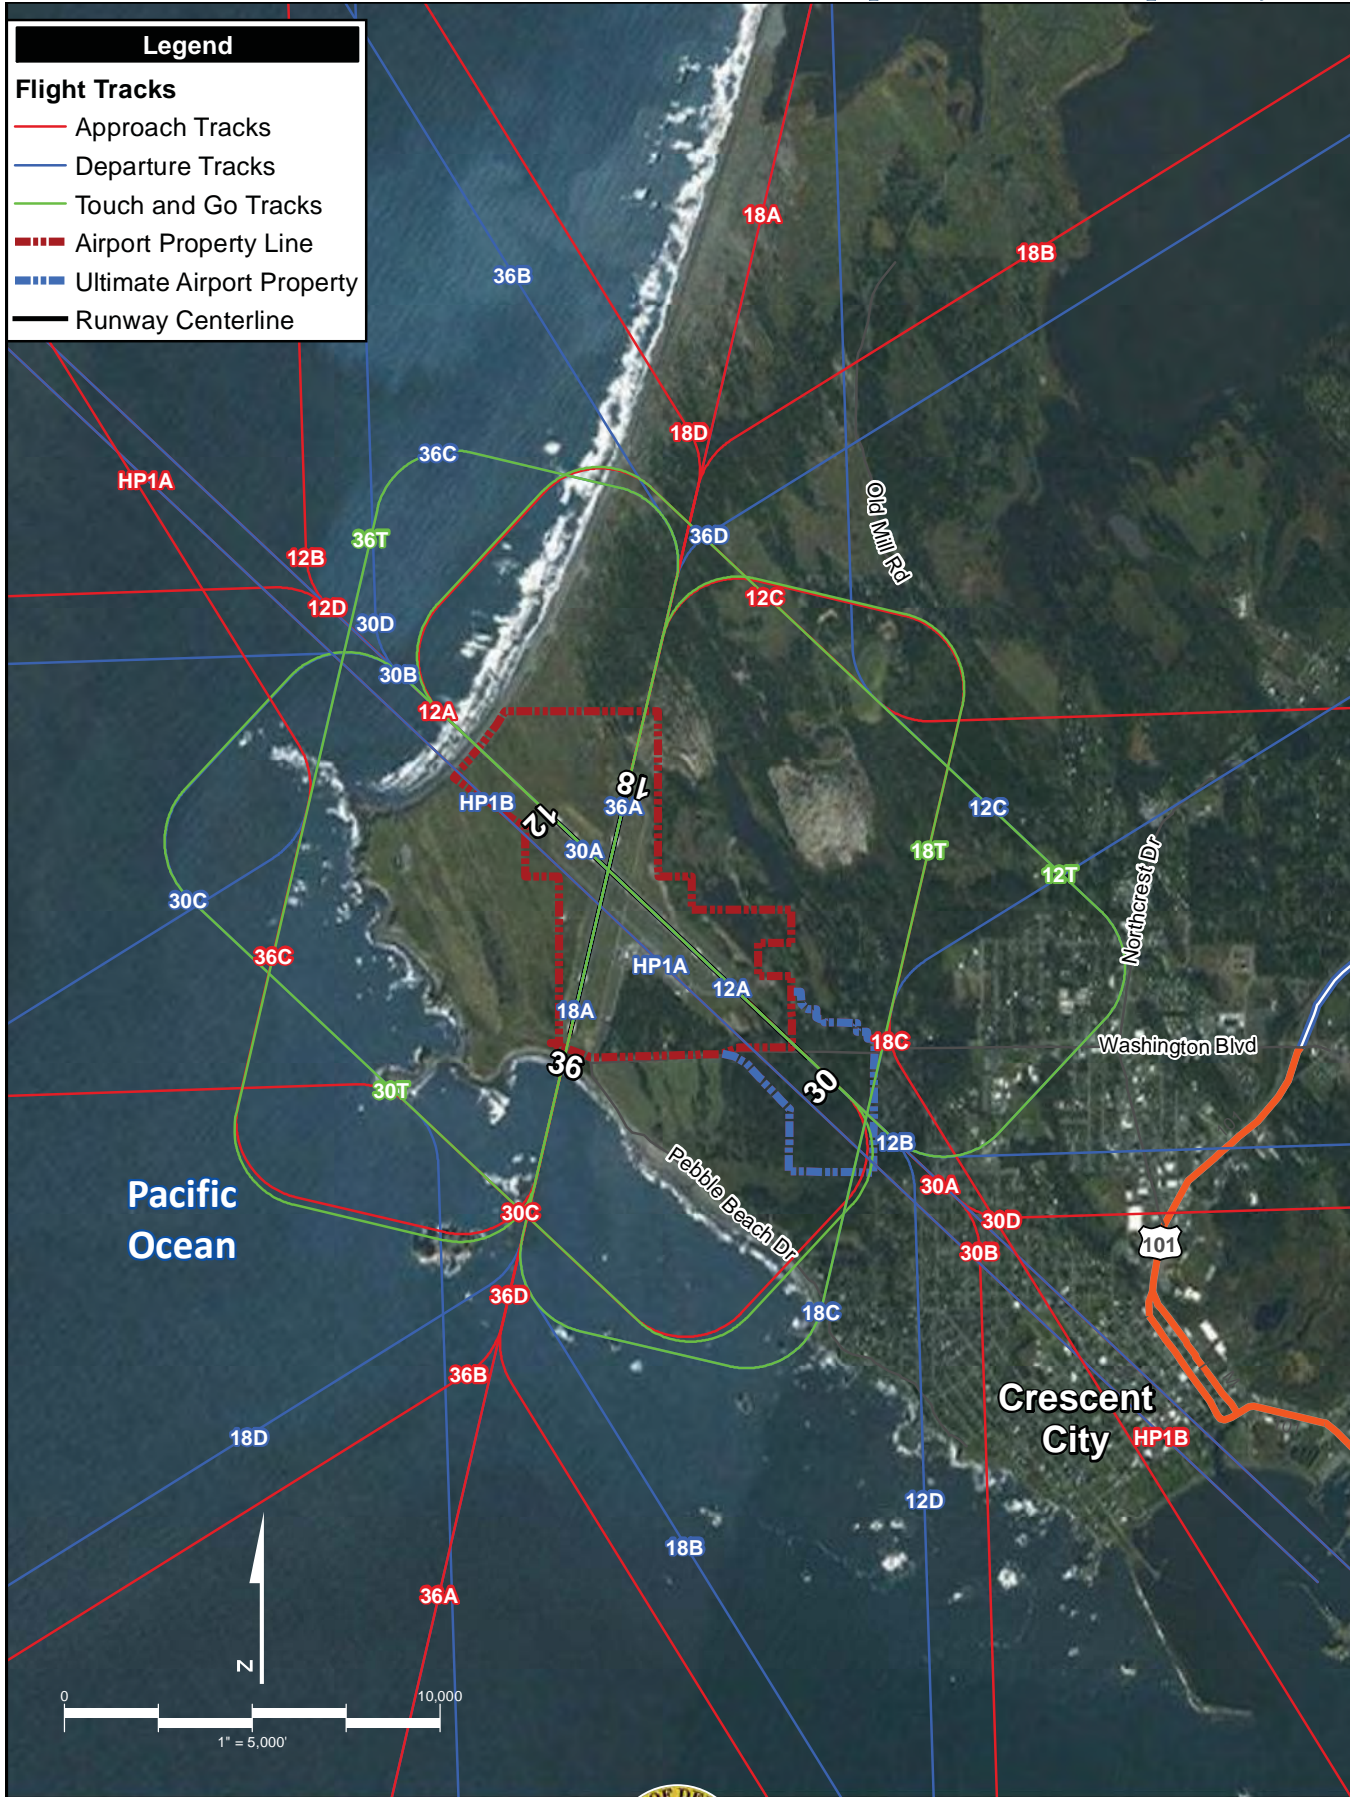 Legend
Flight Tracks
Approach Tracks
Departure Tracks
Touch and Go Tracks
Airport Property Line
Ultimate Airport Property
Runway Centerline
18A
18B
36B
18D
36C
HP1A
36T
36D
Old Mill Rd
12B
12C
12D
30D
30B
12A
18
HP1B
36A
12
12C
30A
18T
12T
Northcrest Dr
30C
36C
HP1A
12A
18A
18C
Washington Blvd
36
30
30T
12B
Pebble Beach Dr
30A
Pacific
Ocean
30C
30D
101
30B
36D
18C
36B
Crescent
City
18D
HP1B
12D
18B
36A
N
0
10,000
1" = 5,000'
OF DE